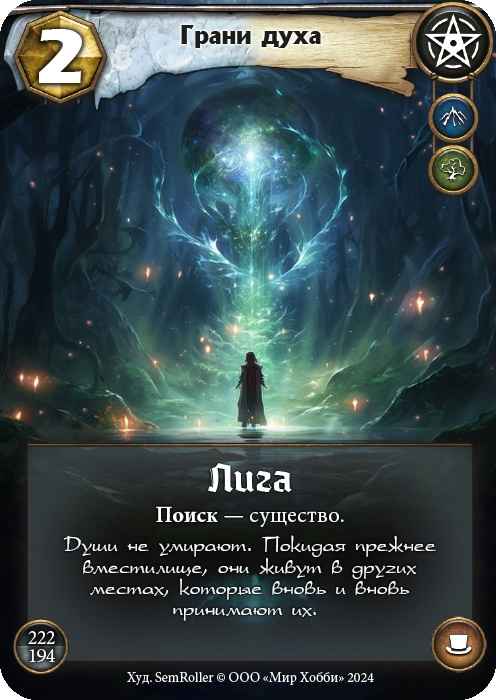 2
Грани духа
Лига
Поиск — существо.
Души не умирают. Покидая прежнее
вместилище, они живут в других
местах, которые вновь и вновь
принимают их.
222
194
Худ. SemRoller © ООО «Мир Хобби» 2024